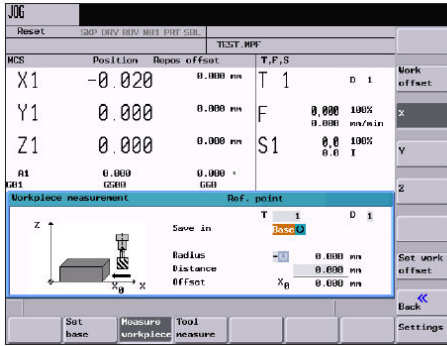 JOG
Reset SKP DRY ROV M01 PRT SBL
TEST.MPF
MCS Position Repos offset T,F,S
X1 -0.020 0.000 mm T 1 D 1
Y1 0.000 0.000 mm F 0,000 100%
0.000 mm/min
Z1 0.000 0.000 mm S1 0,0 100%
0.0 I
A1 0.000 0.000 °
G01 G500 G60
Workpiece measurement Ref. point
T 1 D 1
Z
Save in Base
Radius - 0.000 mm
Distance 0.000 mm
X0 X Offset X0 0.000 mm
Work
offset
X
Y
Z
Set work
offset
Back
Settings
Set
base
Measure
workpiece
Tool
measure